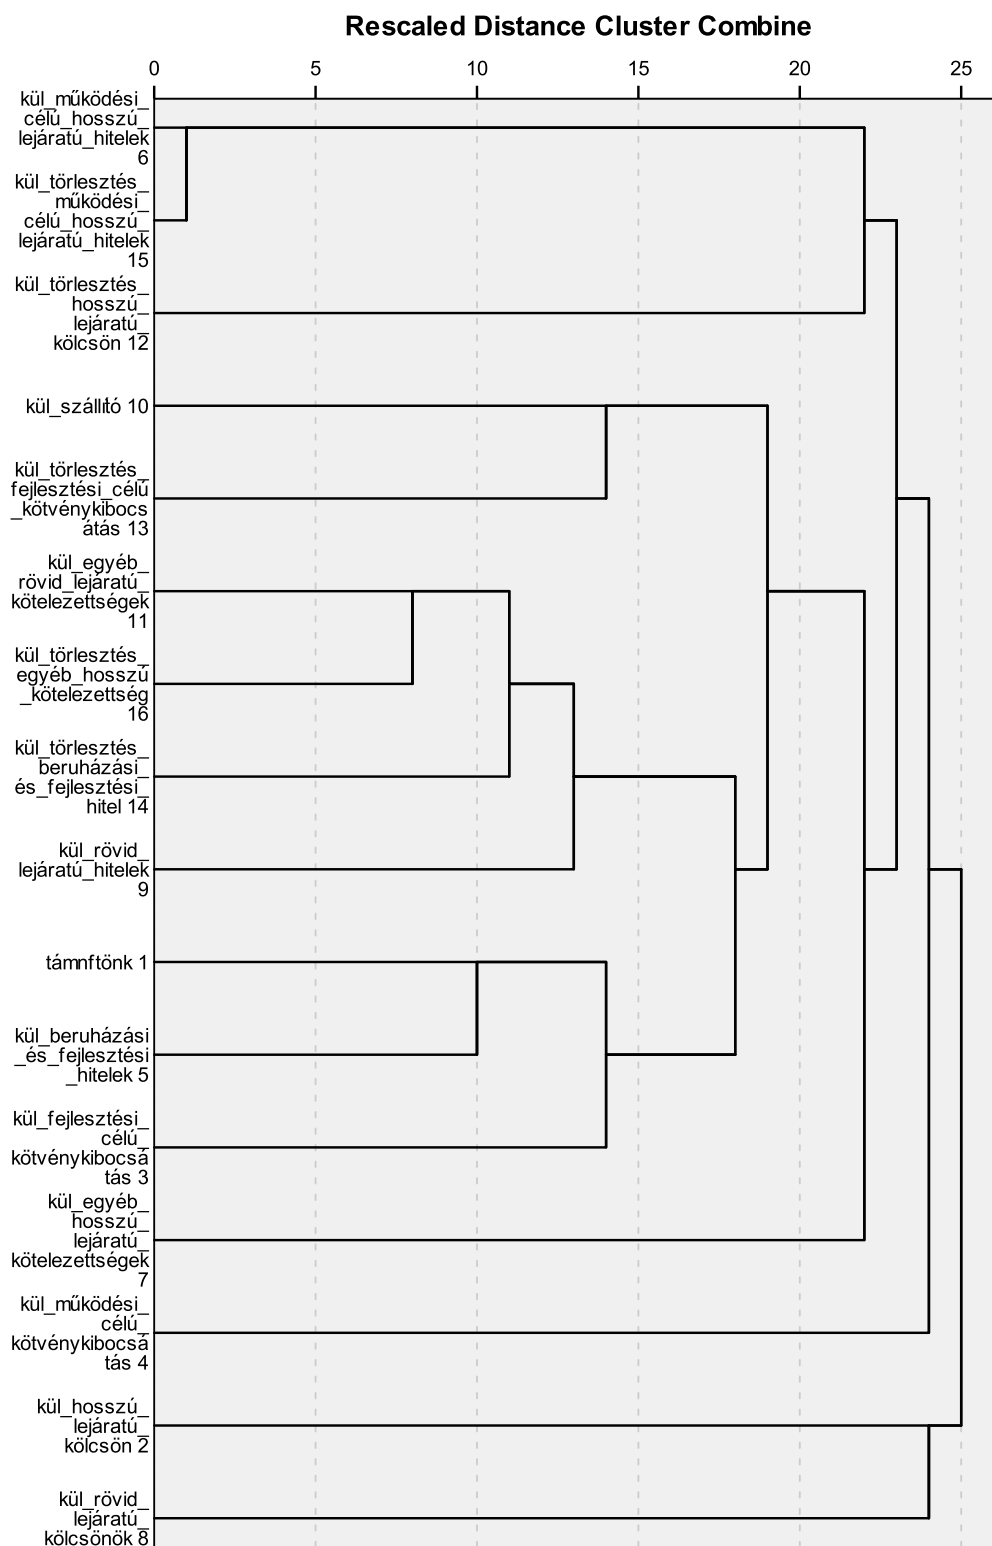 Rescaled Distance Cluster Combine
0 5 10 15 20 25
kül_működési_
célú_hosszú_
lejáratú_hitelek
6
kül_törlesztés_
működési_
célú_hosszú_
lejáratú_hitelek
15
kül_törlesztés_
hosszú_
lejáratú_
kölcsön 12
kül_szállító 10
kül_törlesztés_
fejlesztési_célú
_kötvénykibocs
átás 13
kül_egyéb_
rövid_lejáratú_
kötelezettségek
11
kül_törlesztés_
egyéb_hosszú
_kötelezettség
16
kül_törlesztés_
beruházási_
és_fejlesztési_
hitel 14
kül_rövid_
lejáratú_hitelek
9
támnftönk 1
kül_beruházási
_és_fejlesztési
_hitelek 5
kül_fejlesztési_
célú_
kötvénykibocsá
tás 3
kül_egyéb_
hosszú_
lejáratú_
kötelezettségek
7
kül_működési_
célú_
kötvénykibocsá
tás 4
kül_hosszú_
lejáratú_
kölcsön 2
kül_rövid_
lejáratú_
kölcsönök 8